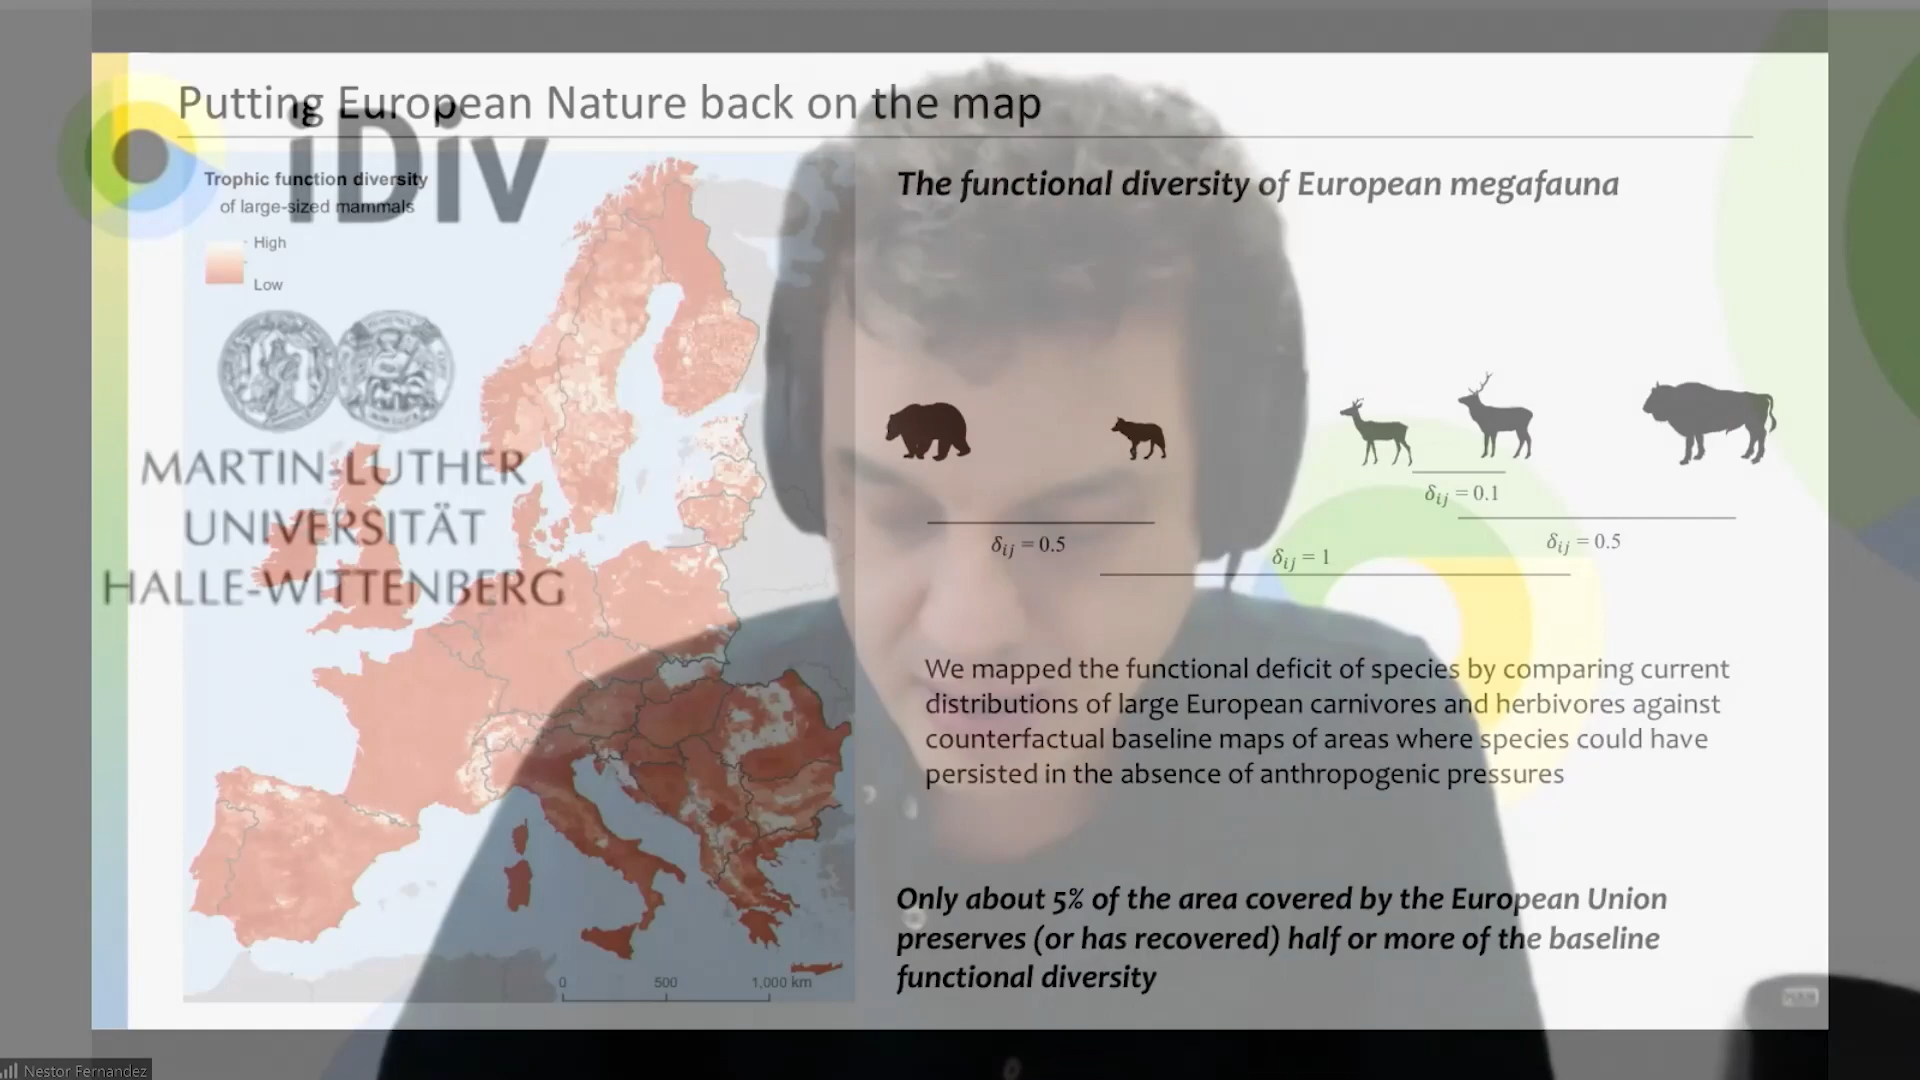 Putting European Nature back on the map
iDiv
Trophic function diversity
of large-sized mammals
High
Low
MARTIN-LUTHER
UNIVERSITÄT
HALLE-WITTENBERG
0 500 1,000 km
The functional diversity of European megafauna
δij = 0.1
δij = 0.5
δij = 0.5
δij = 1
We mapped the functional deficit of species by comparing current
distributions of large European carnivores and herbivores against
counterfactual baseline maps of areas where species could have
persisted in the absence of anthropogenic pressures
Only about 5% of the area covered by the European Union
preserves (or has recovered) half or more of the baseline
functional diversity
Nestor Fernandez